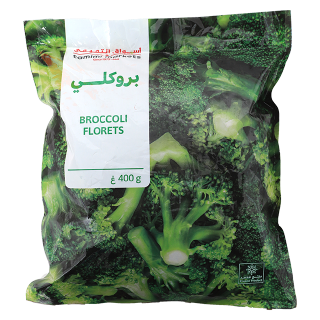 أسواق التميمي
Tamimi Markets
بروكلي
BROCCOLI
FLORETS
400 g غ